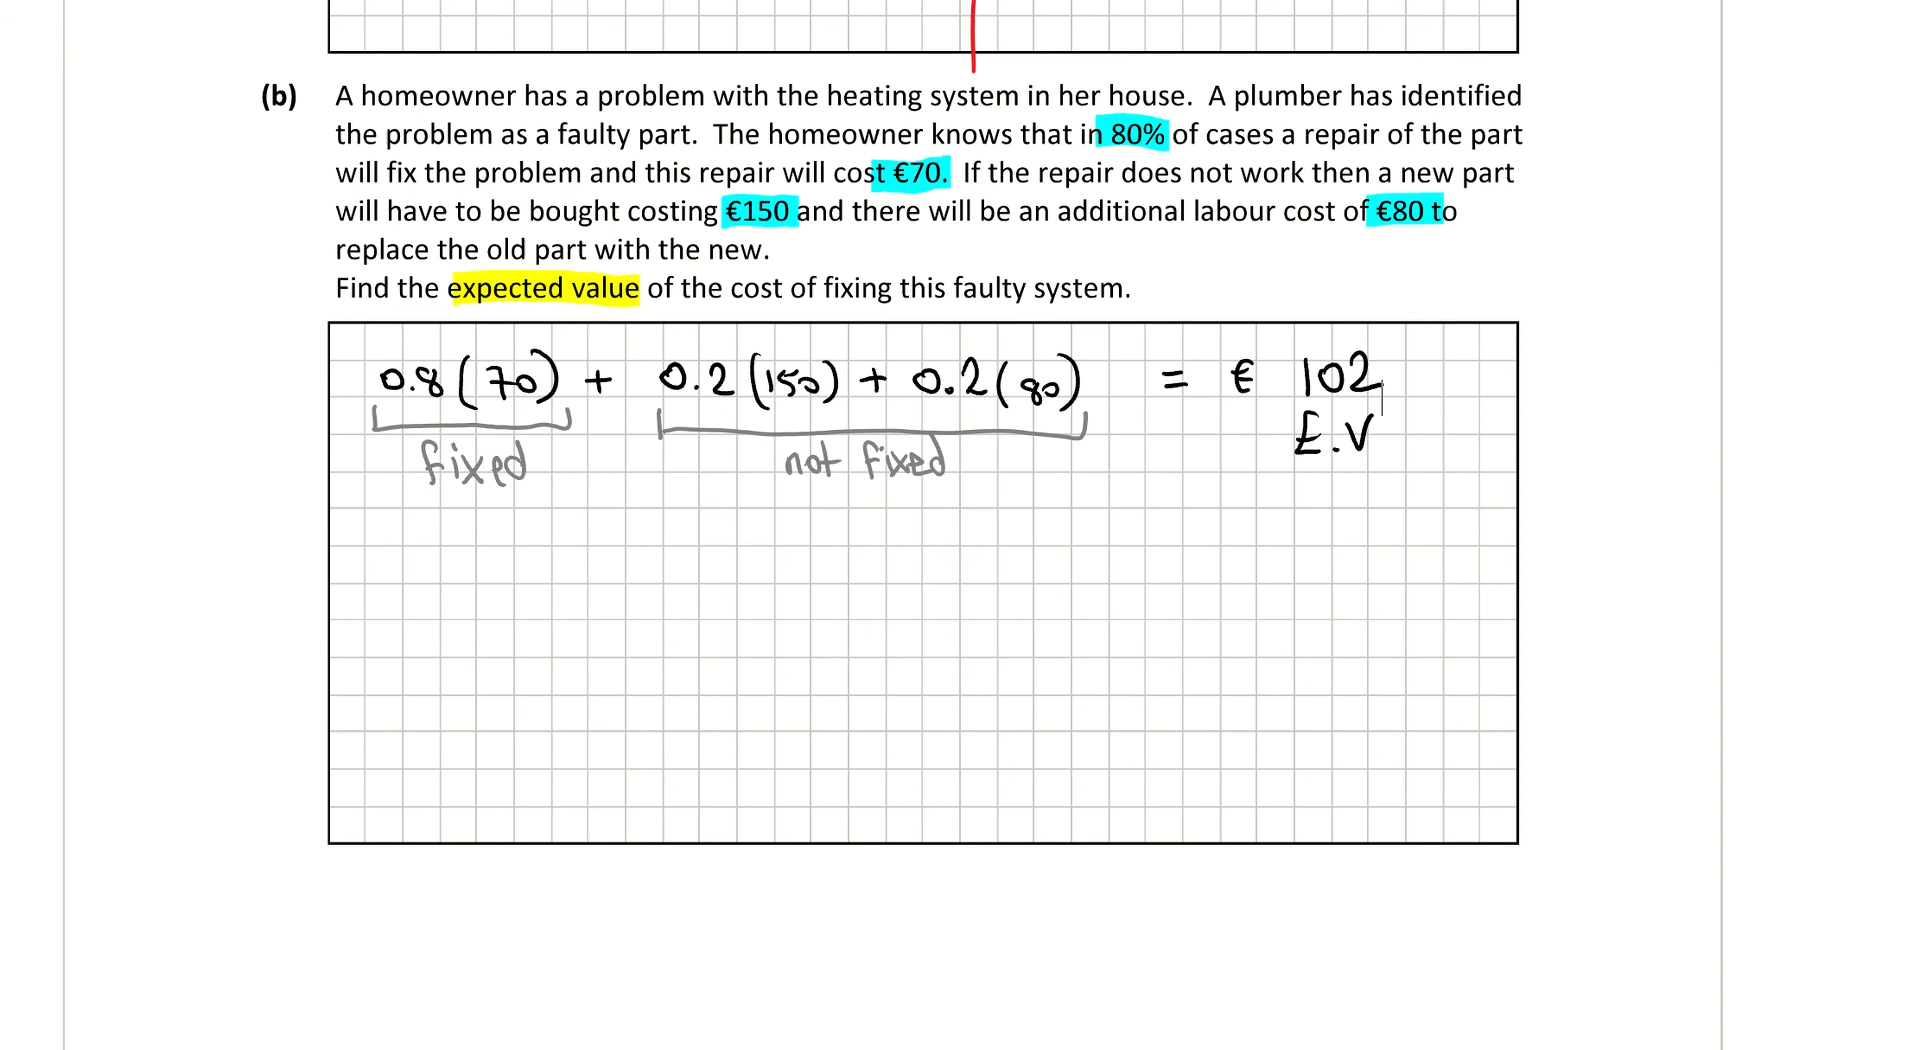 (b) A homeowner has a problem with the heating system in her house. A plumber has identified
the problem as a faulty part. The homeowner knows that in 80% of cases a repair of the part
will fix the problem and this repair will cost €70. If the repair does not work then a new part
will have to be bought costing €150 and there will be an additional labour cost of €80 to
replace the old part with the new.
Find the expected value of the cost of fixing this faulty system.
0.8(70) + 0.2(150) + 0.2(80) = € 102
E.V
fixed not fixed